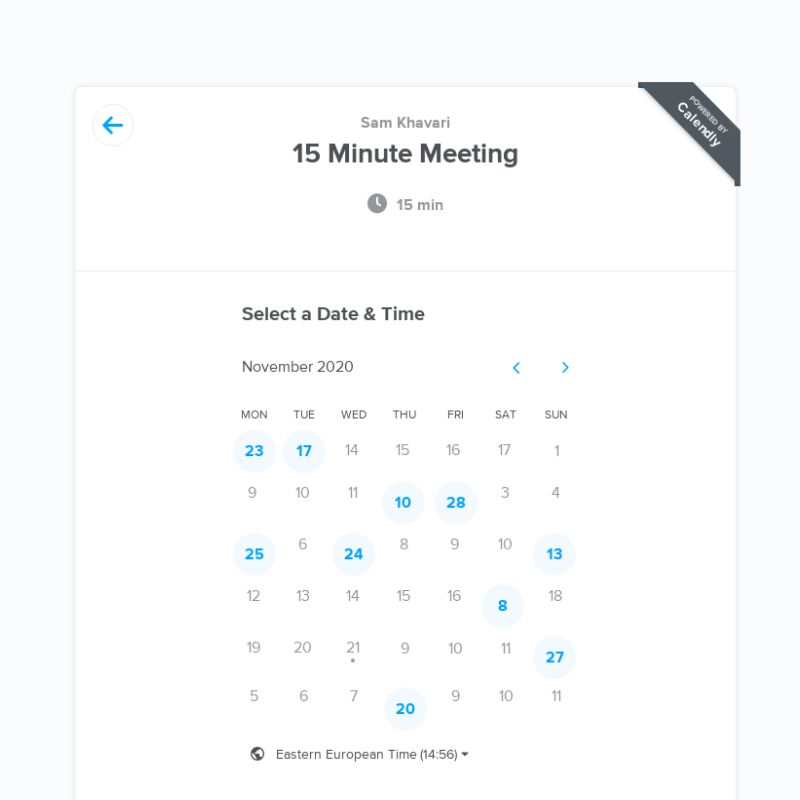 POWERED BY
Calendly
Sam Khavari
15 Minute Meeting
15 min
Select a Date & Time
November 2020
MON TUE WED THU FRI SAT SUN
23 17 14 15 16 17 1
9 10 11 10 28 3 4
25 6 24 8 9 10 13
12 13 14 15 16 8 18
19 20 21 9 10 11 27
5 6 7 20 9 10 11
Eastern European Time (14:56)